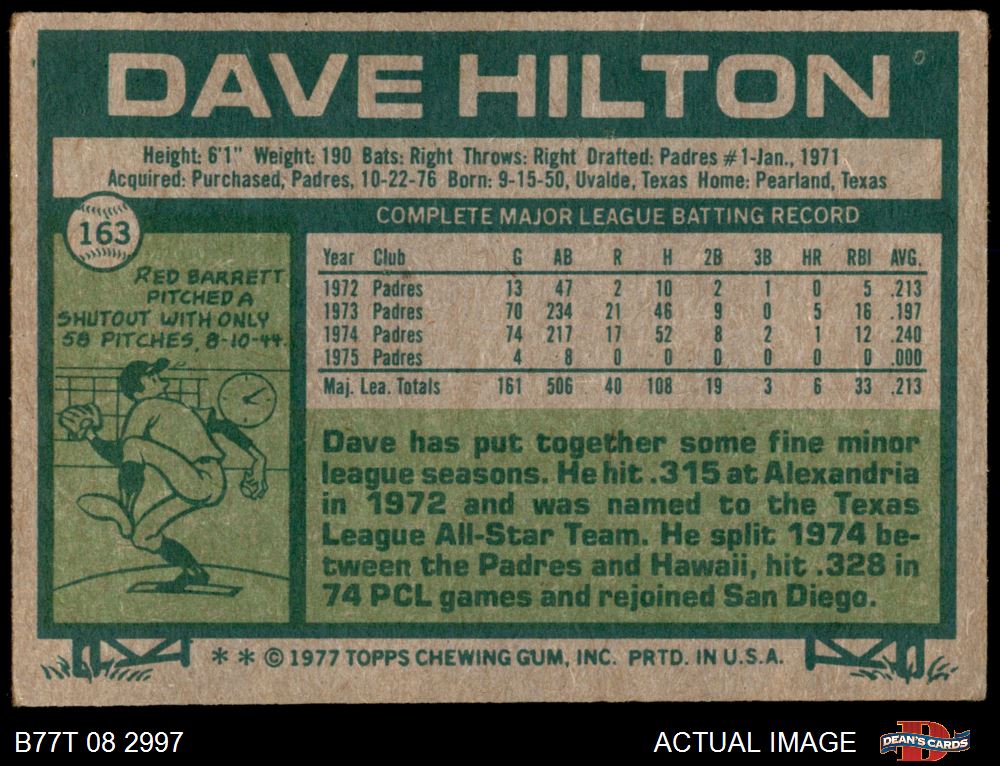 DAVE HILTON
Height: 6'1" Weight: 190 Bats: Right Throws: Right Drafted: Padres #1-Jan., 1971
Acquired: Purchased, Padres, 10-22-76 Born: 9-15-50, Uvalde, Texas Home: Pearland, Texas
163
RED BARRETT
PITCHED A
SHUTOUT WITH ONLY
58 PITCHES, 8-10-44.
COMPLETE MAJOR LEAGUE BATTING RECORD
Year Club G AB R H 2B 3B HR RBI AVG.
1972 Padres 13 47 2 10 2 1 0 5 .213
1973 Padres 70 234 21 46 9 0 5 16 .197
1974 Padres 74 217 17 52 8 2 1 12 .240
1975 Padres 4 8 0 0 0 0 0 0 .000
Maj. Lea. Totals 161 506 40 108 19 3 6 33 .213
Dave has put together some fine minor
league seasons. He hit .315 at Alexandria
in 1972 and was named to the Texas
League All-Star Team. He split 1974 be-
tween the Padres and Hawaii, hit .328 in
74 PCL games and rejoined San Diego.
* * © 1977 TOPPS CHEWING GUM, INC. PRTD. IN U.S.A.
B77T 08 2997
ACTUAL IMAGE
DEAN'S CARDS